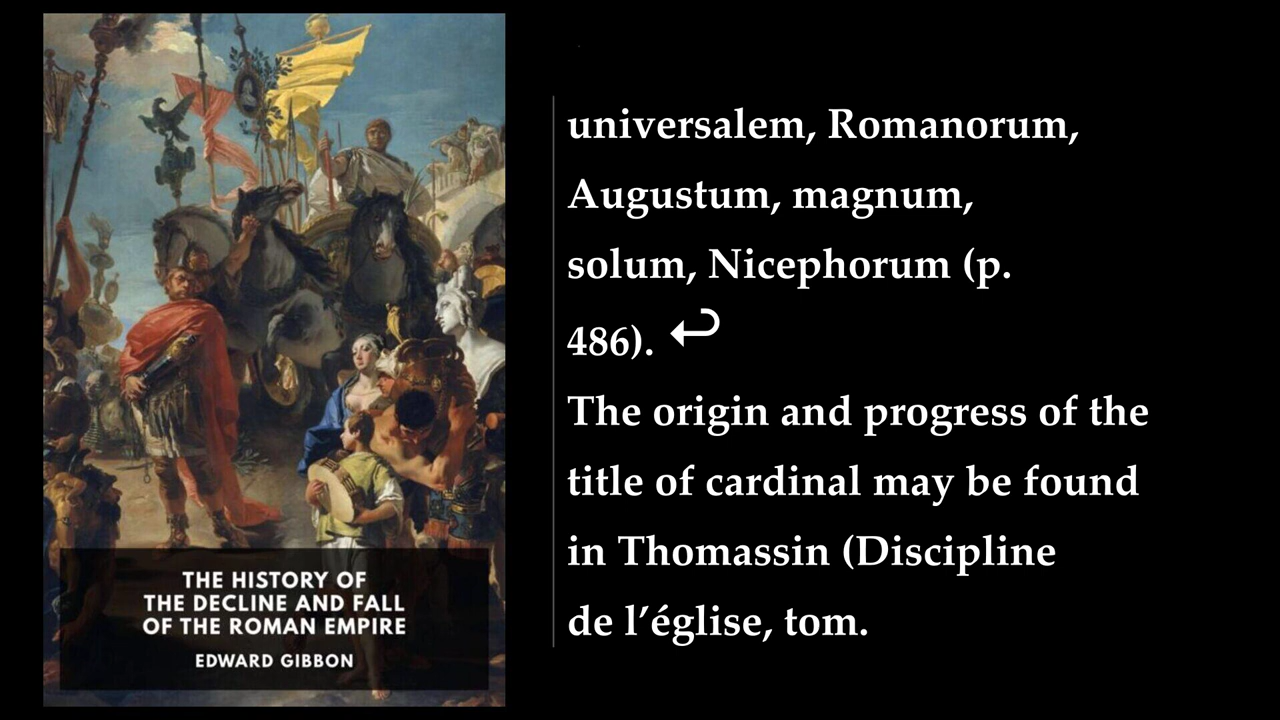 THE HISTORY OF
THE DECLINE AND FALL
OF THE ROMAN EMPIRE
EDWARD GIBBON
universalem, Romanorum,
Augustum, magnum,
solum, Nicephorum (p.
486). ↩
The origin and progress of the
title of cardinal may be found
in Thomassin (Discipline
de l’église, tom.